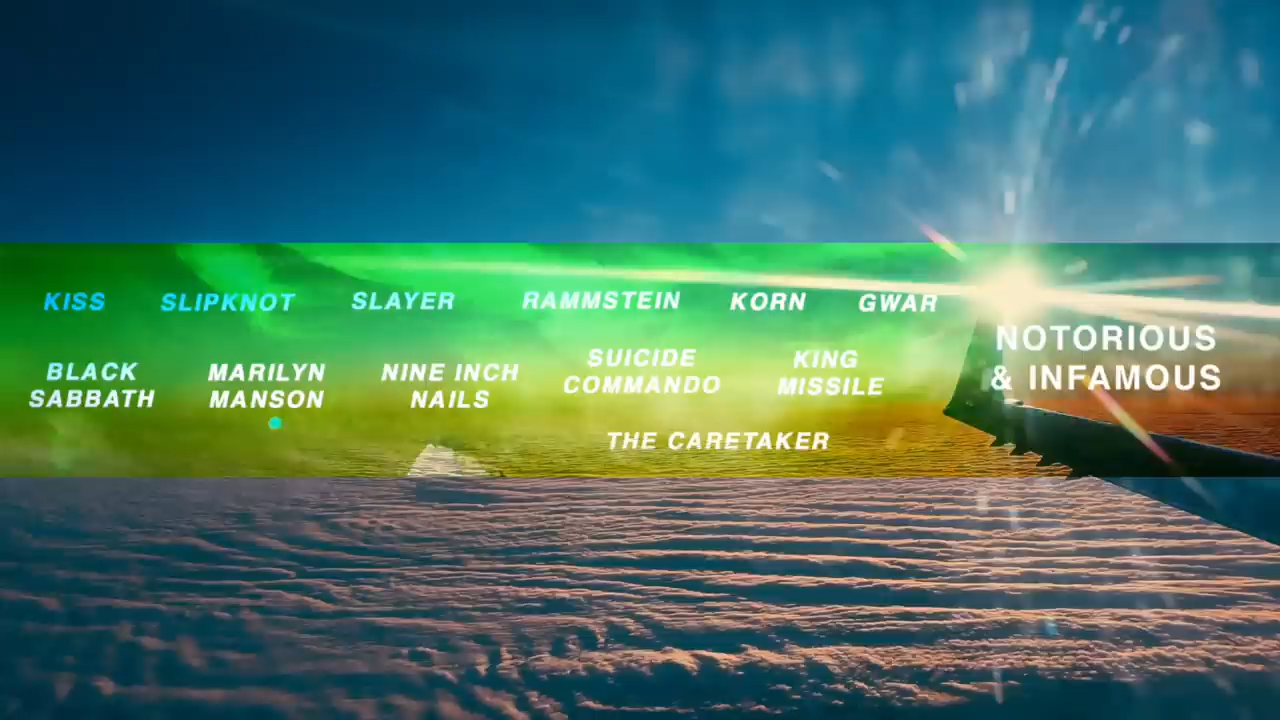 KISS SLIPKNOT SLAYER RAMMSTEIN KORN GWAR
BLACK
SABBATH
MARILYN
MANSON
NINE INCH
NAILS
SUICIDE
COMMANDO
KING
MISSILE
THE CARETAKER
NOTORIOUS
& INFAMOUS